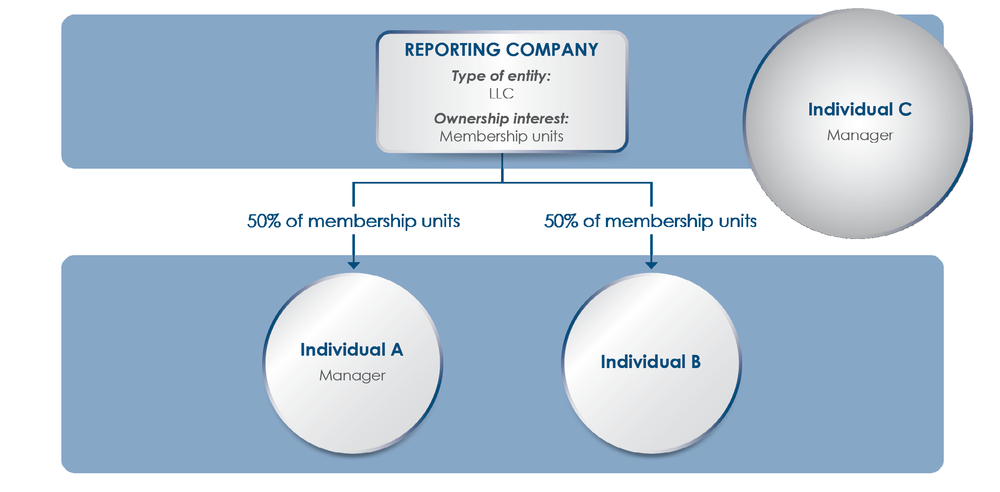 REPORTING COMPANY
Type of entity:
LLC
Ownership interest:
Membership units
Individual C
Manager
50% of membership units
50% of membership units
Individual A
Manager
Individual B